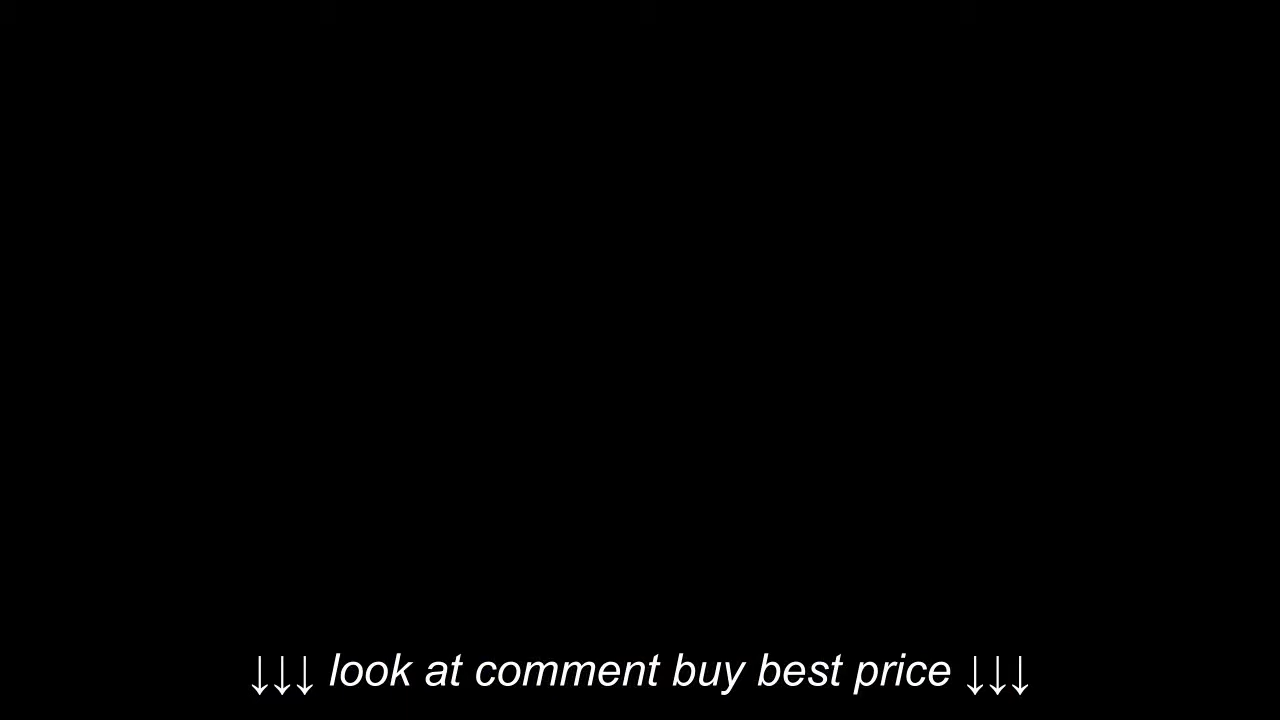 ↓↓↓ look at comment buy best price ↓↓↓